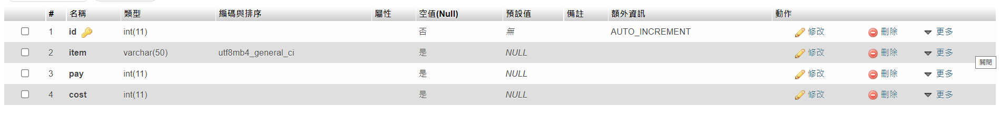 # 名稱 類型 編碼與排序 屬性 空值(Null) 預設值 備註 額外資訊 動作
1 id int(11) 否 無 AUTO_INCREMENT 修改 刪除 更多
2 item varchar(50) utf8mb4_general_ci 是 NULL 修改 刪除 更多
關閉
3 pay int(11) 是 NULL 修改 刪除 更多
4 cost int(11) 是 NULL 修改 刪除 更多